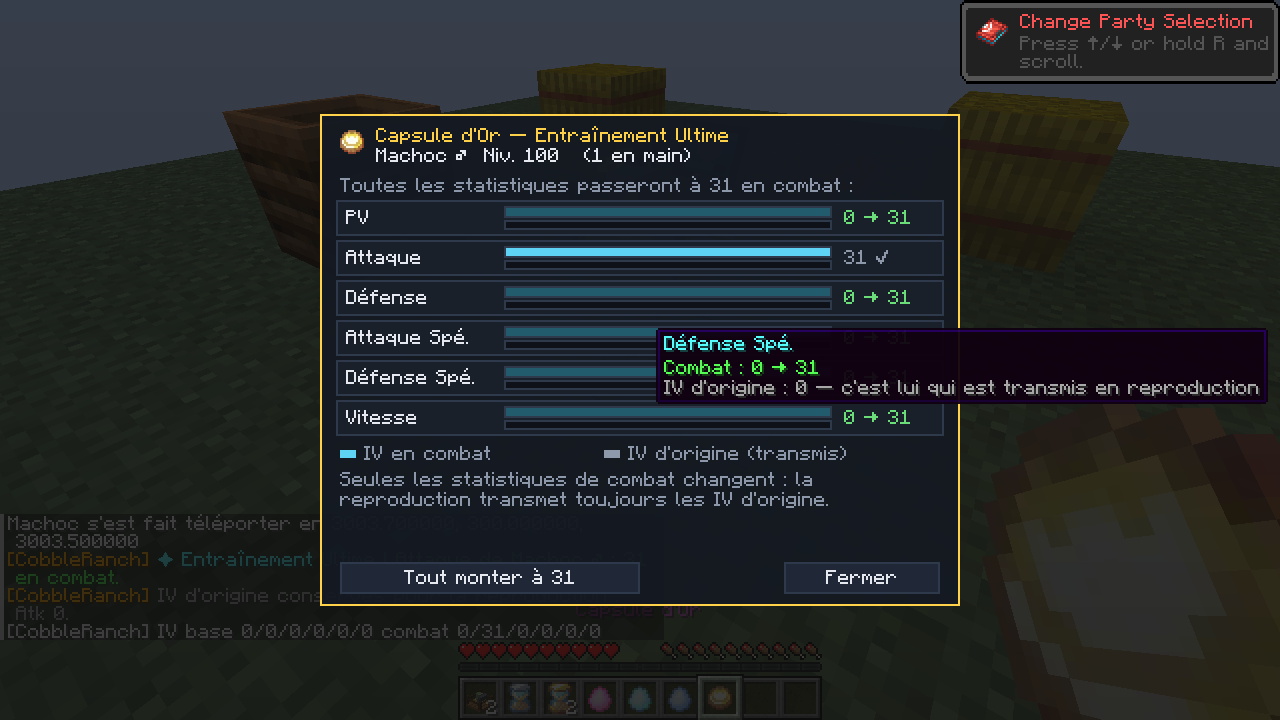 Change Party Selection
Press ↑/↓ or hold R and
scroll.
Capsule d'Or — Entraînement Ultime
Machoc ♂ Niv. 100 (1 en main)
Toutes les statistiques passeront à 31 en combat :
PV 0 → 31
Attaque 31 ✓
Défense 0 → 31
Attaque Spé. 0 → 31
Défense Spé.
Vitesse 0 → 31
Défense Spé.
Combat : 0 → 31
IV d'origine : 0 — c'est lui qui est transmis en reproduction
IV en combat
IV d'origine (transmis)
Seules les statistiques de combat changent : la
reproduction transmet toujours les IV d'origine.
Tout monter à 31
Fermer
Machoc s'est fait téléporter en
3003.500000
[CobbleRanch] ✦ Entraînement
en combat.
[CobbleRanch] IV d'origine cons
Atk 0.
[CobbleRanch] IV base 0/0/0/0/0/0 combat 0/31/0/0/0/0
Capsule d'Or
2
2